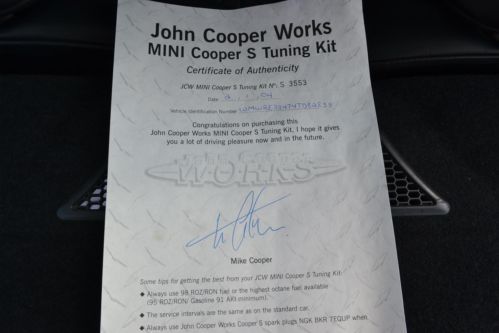 John Cooper Works
MINI Cooper S Tuning Kit
Certificate of Authenticity
JCW MINI Cooper S Tuning Kit Nº: S 3553
Date
Vehicle Identification Number
Congratulations on purchasing this
John Cooper Works MINI Cooper S Tuning Kit, I hope it gives
you a lot of driving pleasure now and in the future.
JOHN COOPER
WORKS
Mike Cooper
Some tips for getting the best from your JCW MINI Cooper S Tuning Kit:
◆ Always use 98 ROZ/RON fuel or the highest octane fuel available
(95 ROZ/RON/ Gasoline 91 AKI minimum).
◆ The service intervals are the same as on the standard car.
◆ Always use John Cooper Works Cooper S spark plugs NGK BKR 7EQUP when